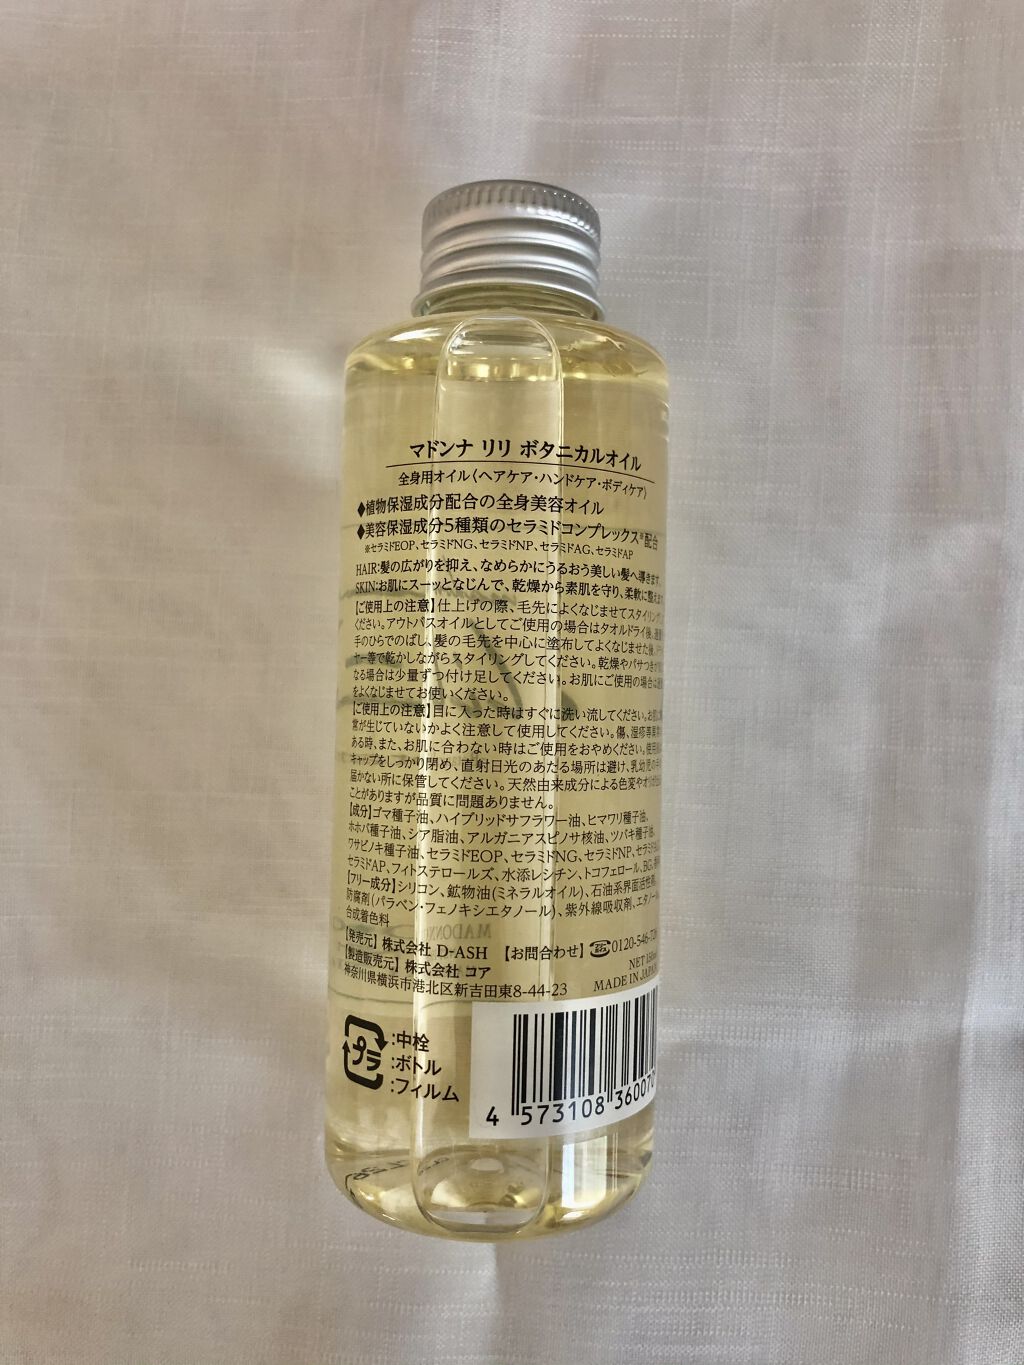 マドンナ リリ ボタニカルオイル
全身用オイル〈ヘアケア・ハンドケア・ボディケア〉
◆植物保湿成分配合の全身美容オイル
◆美容保湿成分5種類のセラミドコンプレックス※配合
※セラミドEOP、セラミドNG、セラミドNP、セラミドAG、セラミドAP
HAIR:髪の広がりを抑え、なめらかにうるおう美しい髪へ導きます。
SKIN:お肌にスーッとなじんで、乾燥から素肌を守り、柔軟に整えます
【ご使用上の注意】仕上げの際、毛先によくなじませてスタイリング
ください。アウトバスオイルとしてご使用の場合はタオルドライ後、
手のひらでのばし、髪の毛先を中心に塗布してよくなじませた後、
ヤー等で乾かしながらスタイリングしてください。乾燥やパサつきが
なる場合は少量ずつ付け足してください。お肌にご使用の場合は
をよくなじませてお使いください。
【ご使用上の注意】目に入った時はすぐに洗い流してください。お肌に
常が生じていないかよく注意して使用してください。傷、湿疹等
ある時、また、お肌に合わない時はご使用をおやめください。使用
キャップをしっかり閉め、直射日光のあたる場所は避け、乳幼児の手の
届かない所に保管してください。天然由来成分による色変や
ことがありますが品質に問題ありません。
【成分】ゴマ種子油、ハイブリッドサフラワー油、ヒマワリ種子油、
ホホバ種子油、シア脂油、アルガニアスピノサ核油、ツバキ種子油、
ワサビノキ種子油、セラミドEOP、セラミドNG、セラミドNP、セラミド
セラミドAP、フィトステロールズ、水添レシチン、トコフェロール、BG、
【フリー成分】シリコン、鉱物油(ミネラルオイル)、石油系界面活性剤、
防腐剤(パラベン・フェノキシエタノール)、紫外線吸収剤、エタノール
合成着色料
【発売元】株式会社 D-ASH 【お問合わせ】 0120-546-7
【製造販売元】株式会社 コア NET 150
神奈川県横浜市港北区新吉田東8-44-23 MADE IN JAPAN
プラ :中栓
:ボトル
:フィルム
4 573108 360070